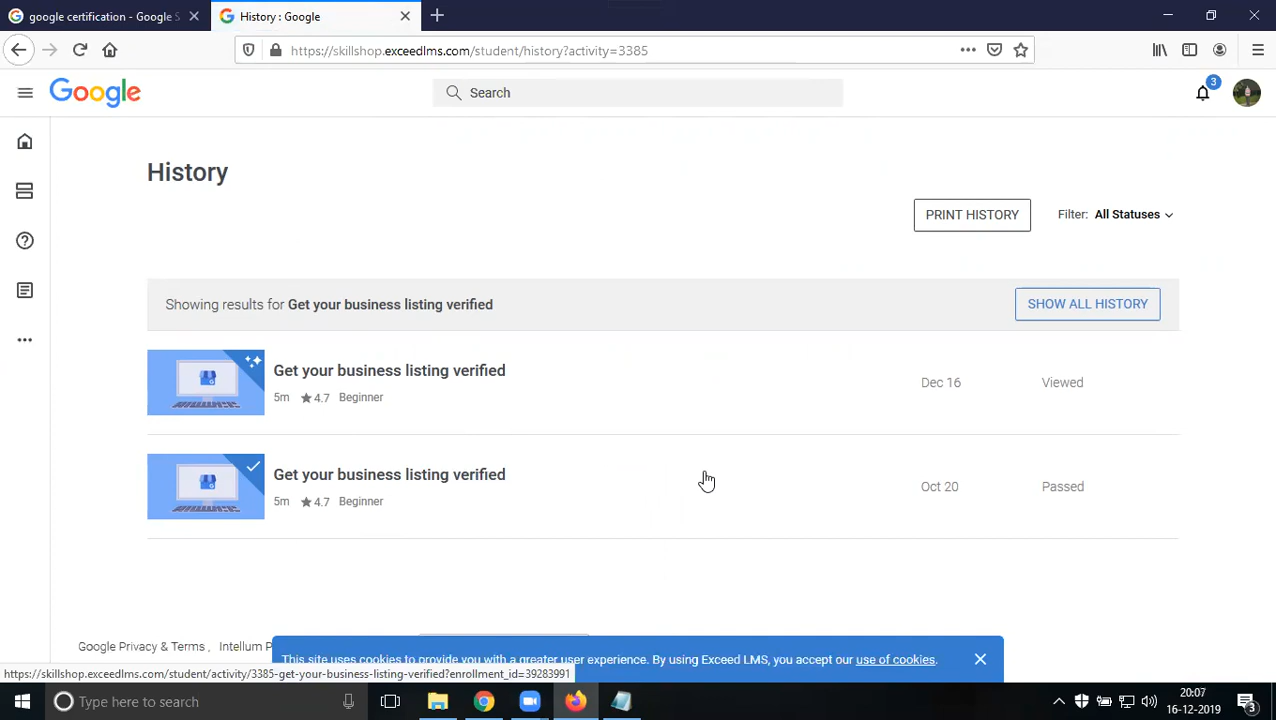 google certification - Google S
History : Google
https://skillshop.exceedlms.com/student/history?activity=3385
Google
Search
3
History
PRINT HISTORY
Filter: All Statuses
Showing results for Get your business listing verified
SHOW ALL HISTORY
Get your business listing verified
5m 4.7 Beginner
Dec 16
Viewed
Get your business listing verified
5m 4.7 Beginner
Oct 20
Passed
Google Privacy & Terms , Intellum P
This site uses cookies to provide you with a greater user experience. By using Exceed LMS, you accept our use of cookies.
https://skillshop.exceedlms.com/student/activity/3385-get-your-business-listing-verified?enrollment_id=39283991
Type here to search
20:07
16-12-2019
3